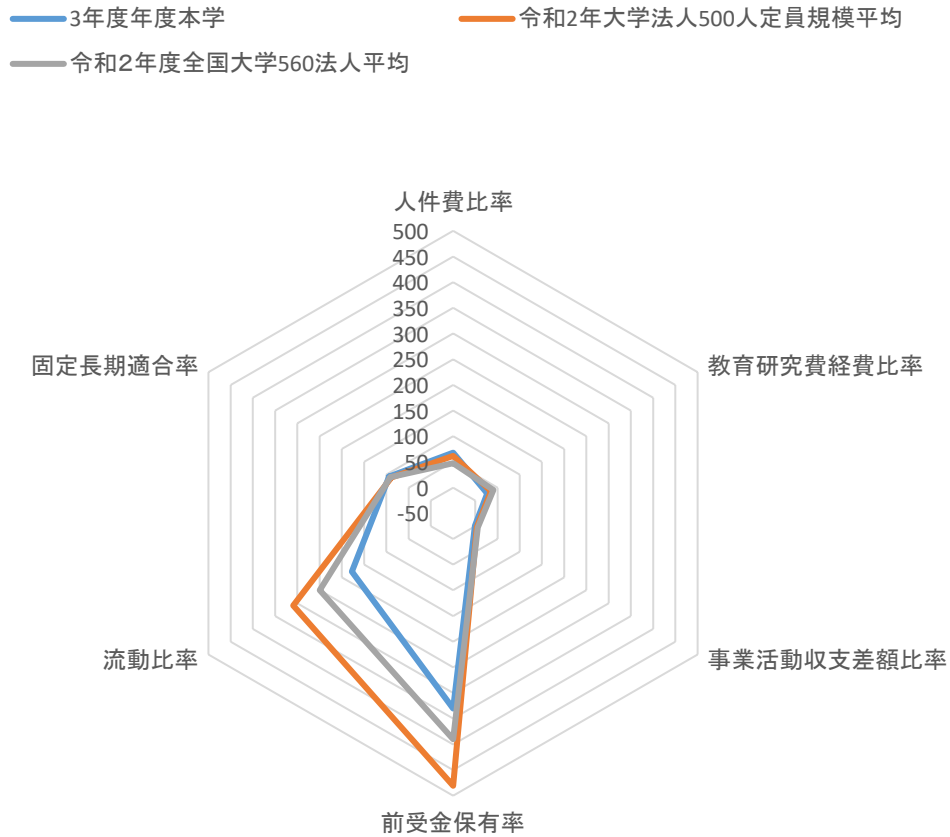 3年度年度本学
令和2年大学法人500人定員規模平均
令和２年度全国大学560法人平均
人件費比率
500
450
400
350
300
250
200
150
100
50
0
-50
固定長期適合率
教育研究費経費比率
流動比率
事業活動収支差額比率
前受金保有率